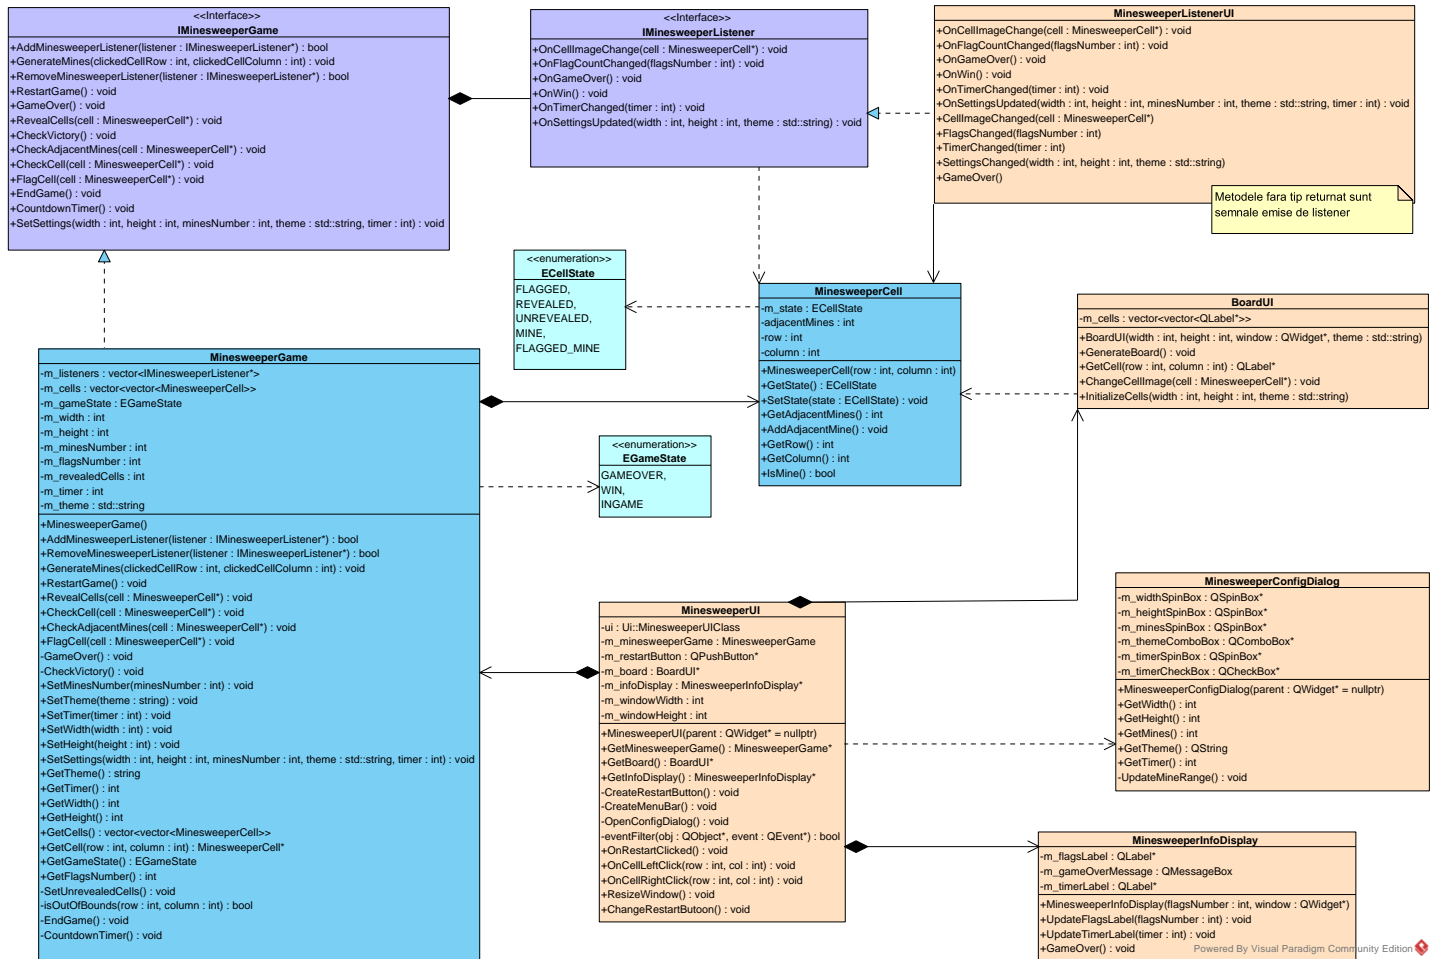 <<Interface>>
IMinesweeperGame
+AddMinesweeperListener(listener : IMinesweeperListener*) : bool
+GenerateMines(clickedCellRow : int, clickedCellColumn : int) : void
+RemoveMinesweeperListener(listener : IMinesweeperListener*) : bool
+RestartGame() : void
+GameOver() : void
+RevealCells(cell : MinesweeperCell*) : void
+CheckVictory() : void
+CheckAdjacentMines(cell : MinesweeperCell*) : void
+CheckCell(cell : MinesweeperCell*) : void
+FlagCell(cell : MinesweeperCell*) : void
+EndGame() : void
+CountdownTimer() : void
+SetSettings(width : int, height : int, minesNumber : int, theme : std::string, timer : int) : void
<<Interface>>
IMinesweeperListener
+OnCellImageChange(cell : MinesweeperCell*) : void
+OnFlagCountChanged(flagsNumber : int) : void
+OnGameOver() : void
+OnWin() : void
+OnTimerChanged(timer : int) : void
+OnSettingsUpdated(width : int, height : int, theme : std::string) : void
MinesweeperListenerUI
+OnCellImageChange(cell : MinesweeperCell*) : void
+OnFlagCountChanged(flagsNumber : int) : void
+OnGameOver() : void
+OnWin() : void
+OnTimerChanged(timer : int) : void
+OnSettingsUpdated(width : int, height : int, minesNumber : int, theme : std::string, timer : int) : void
+CellImageChanged(cell : MinesweeperCell*)
+FlagsChanged(flagsNumber : int)
+TimerChanged(timer : int)
+SettingsChanged(width : int, height : int, theme : std::string)
+GameOver()
Metodele fara tip returnat sunt
semnale emise de listener
<<enumeration>>
ECellState
FLAGGED,
REVEALED,
UNREVEALED,
MINE,
FLAGGED_MINE
MinesweeperCell
-m_state : ECellState
-adjacentMines : int
-row : int
-column : int
+MinesweeperCell(row : int, column : int)
+GetState() : ECellState
+SetState(state : ECellState) : void
+GetAdjacentMines() : int
+AddAdjacentMine() : void
+GetRow() : int
+GetColumn() : int
+IsMine() : bool
BoardUI
-m_cells : vector<vector<QLabel*>>
+BoardUI(width : int, height : int, window : QWidget*, theme : std::string)
+GenerateBoard() : void
+GetCell(row : int, column : int) : QLabel*
+ChangeCellImage(cell : MinesweeperCell*) : void
+InitializeCells(width : int, height : int, theme : std::string)
MinesweeperGame
-m_listeners : vector<IMinesweeperListener*>
-m_cells : vector<vector<MinesweeperCell>>
-m_gameState : EGameState
-m_width : int
-m_height : int
-m_minesNumber : int
-m_flagsNumber : int
-m_revealedCells : int
-m_timer : int
-m_theme : std::string
+MinesweeperGame()
+AddMinesweeperListener(listener : IMinesweeperListener*) : bool
+RemoveMinesweeperListener(listener : IMinesweeperListener*) : bool
+GenerateMines(clickedCellRow : int, clickedCellColumn : int) : void
+RestartGame() : void
+RevealCells(cell : MinesweeperCell*) : void
+CheckCell(cell : MinesweeperCell*) : void
+CheckAdjacentMines(cell : MinesweeperCell*) : void
+FlagCell(cell : MinesweeperCell*) : void
-GameOver() : void
-CheckVictory() : void
+SetMinesNumber(minesNumber : int) : void
+SetTheme(theme : string) : void
+SetTimer(timer : int) : void
+SetWidth(width : int) : void
+SetHeight(height : int) : void
+SetSettings(width : int, height : int, minesNumber : int, theme : std::string, timer : int) : void
+GetTheme() : string
+GetTimer() : int
+GetWidth() : int
+GetHeight() : int
+GetCells() : vector<vector<MinesweeperCell>>
+GetCell(row : int, column : int) : MinesweeperCell*
+GetGameState() : EGameState
+GetFlagsNumber() : int
-SetUnrevealedCells() : void
-isOutOfBounds(row : int, column : int) : bool
-EndGame() : void
-CountdownTimer() : void
<<enumeration>>
EGameState
GAMEOVER,
WIN,
INGAME
MinesweeperUI
-ui : Ui::MinesweeperUIClass
-m_minesweeperGame : MinesweeperGame
-m_restartButton : QPushButton*
-m_board : BoardUI*
-m_infoDisplay : MinesweeperInfoDisplay*
-m_windowWidth : int
-m_windowHeight : int
+MinesweeperUI(parent : QWidget* = nullptr)
+GetMinesweeperGame() : MinesweeperGame*
+GetBoard() : BoardUI*
+GetInfoDisplay() : MinesweeperInfoDisplay*
-CreateRestartButton() : void
-CreateMenuBar() : void
-OpenConfigDialog() : void
-eventFilter(obj : QObject*, event : QEvent*) : bool
+OnRestartClicked() : void
+OnCellLeftClick(row : int, col : int) : void
+OnCellRightClick(row : int, col : int) : void
+ResizeWindow() : void
+ChangeRestartButoon() : void
MinesweeperConfigDialog
-m_widthSpinBox : QSpinBox*
-m_heightSpinBox : QSpinBox*
-m_minesSpinBox : QSpinBox*
-m_themeComboBox : QComboBox*
-m_timerSpinBox : QSpinBox*
-m_timerCheckBox : QCheckBox*
+MinesweeperConfigDialog(parent : QWidget* = nullptr)
+GetWidth() : int
+GetHeight() : int
+GetMines() : int
+GetTheme() : QString
+GetTimer() : int
-UpdateMineRange() : void
MinesweeperInfoDisplay
-m_flagsLabel : QLabel*
-m_gameOverMessage : QMessageBox
-m_timerLabel : QLabel*
+MinesweeperInfoDisplay(flagsNumber : int, window : QWidget*)
+UpdateFlagsLabel(flagsNumber : int) : void
+UpdateTimerLabel(timer : int) : void
+GameOver() : void
Powered By Visual Paradigm Community Edition